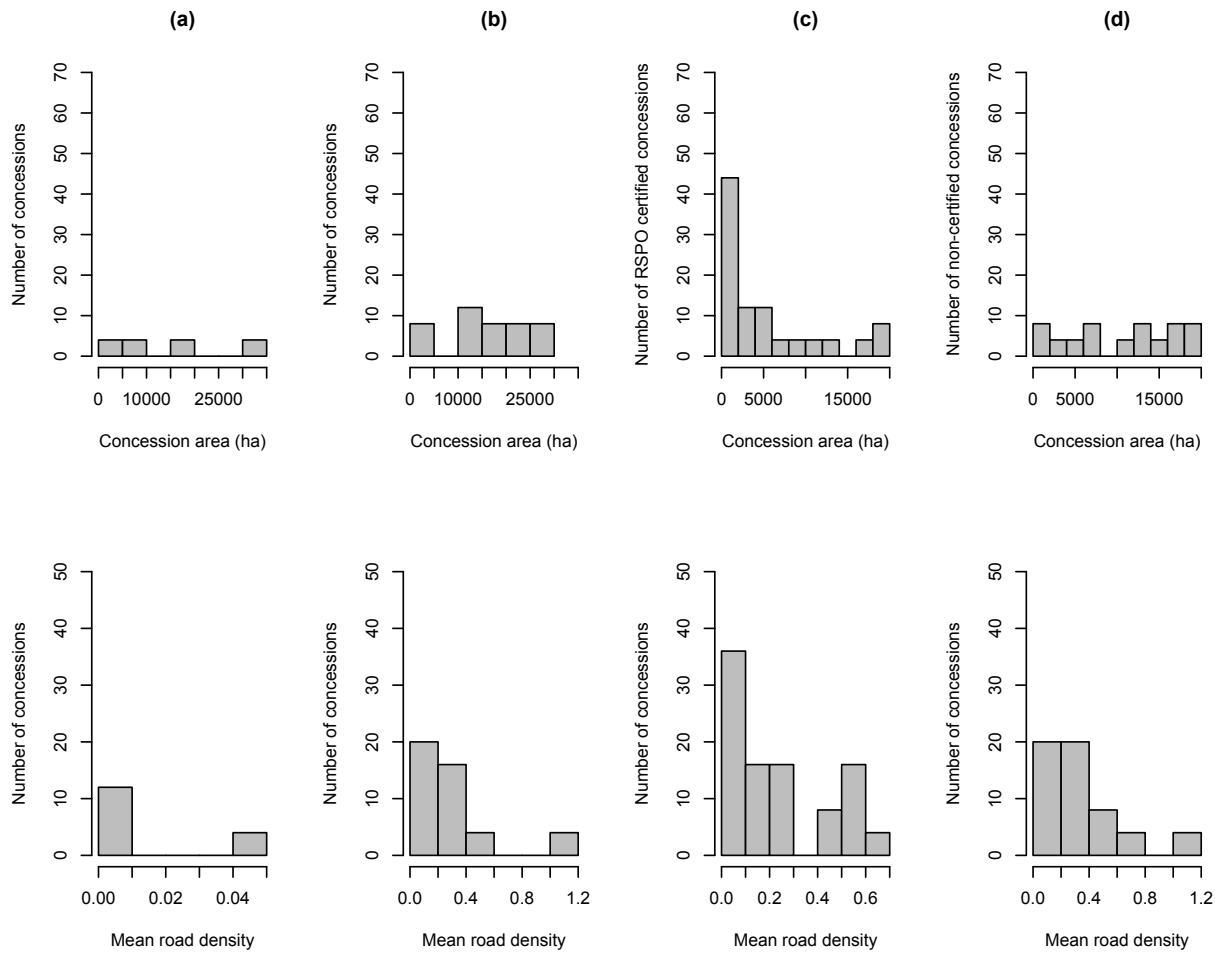 (a)
(b)
(c)
(d)
Number of concessions
0 10 20 30 40 50 60 70
0 10000 25000
Concession area (ha)
Number of concessions
0 10 20 30 40 50 60 70
0 10000 25000
Concession area (ha)
Number of RSPO certified concessions
0 10 20 30 40 50 60 70
0 5000 15000
Concession area (ha)
Number of non-certified concessions
0 10 20 30 40 50 60 70
0 5000 15000
Concession area (ha)
Number of concessions
0 10 20 30 40 50
0.00 0.02 0.04
Mean road density
Number of concessions
0 10 20 30 40 50
0.0 0.4 1.2
Mean road density
Number of concessions
0 10 20 30 40 50
0.0 0.2 0.4 0.6
Mean road density
Number of concessions
0 10 20 30 40 50
0.0 0.4 0.8 1.2
Mean road density